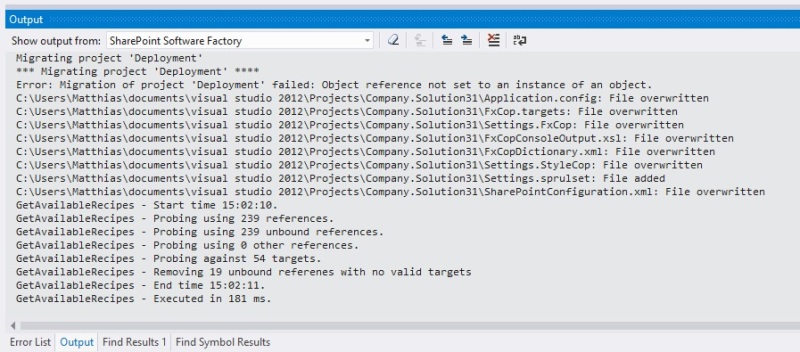 Output
Show output from: SharePoint Software Factory
Migrating project 'Deployment'
*** Migrating project 'Deployment' ****
Error: Migration of project 'Deployment' failed: Object reference not set to an instance of an object.
C:\Users\Matthias\documents\visual studio 2012\Projects\Company.Solution31\Application.config: File overwritten
C:\Users\Matthias\documents\visual studio 2012\Projects\Company.Solution31\FxCop.targets: File overwritten
C:\Users\Matthias\documents\visual studio 2012\Projects\Company.Solution31\Settings.FxCop: File overwritten
C:\Users\Matthias\documents\visual studio 2012\Projects\Company.Solution31\FxCopConsoleOutput.xsl: File overwritten
C:\Users\Matthias\documents\visual studio 2012\Projects\Company.Solution31\FxCopDictionary.xml: File overwritten
C:\Users\Matthias\documents\visual studio 2012\Projects\Company.Solution31\Settings.StyleCop: File overwritten
C:\Users\Matthias\documents\visual studio 2012\Projects\Company.Solution31\Settings.sprulset: File added
C:\Users\Matthias\documents\visual studio 2012\Projects\Company.Solution31\SharePointConfiguration.xml: File overwritten
GetAvailableRecipes - Start time 15:02:10.
GetAvailableRecipes - Probing using 239 references.
GetAvailableRecipes - Probing using 239 unbound references.
GetAvailableRecipes - Probing using 0 other references.
GetAvailableRecipes - Probing against 54 targets.
GetAvailableRecipes - Removing 19 unbound referenes with no valid targets
GetAvailableRecipes - End time 15:02:11.
GetAvailableRecipes - Executed in 181 ms.
Error List Output Find Results 1 Find Symbol Results